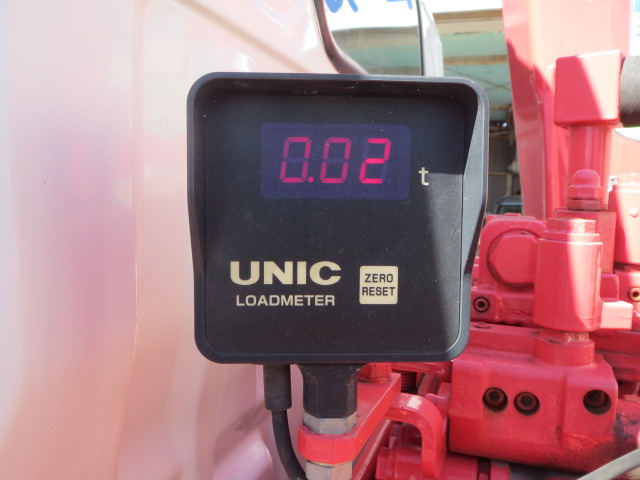 0.02 t
UNIC
LOADMETER
ZERO
RESET